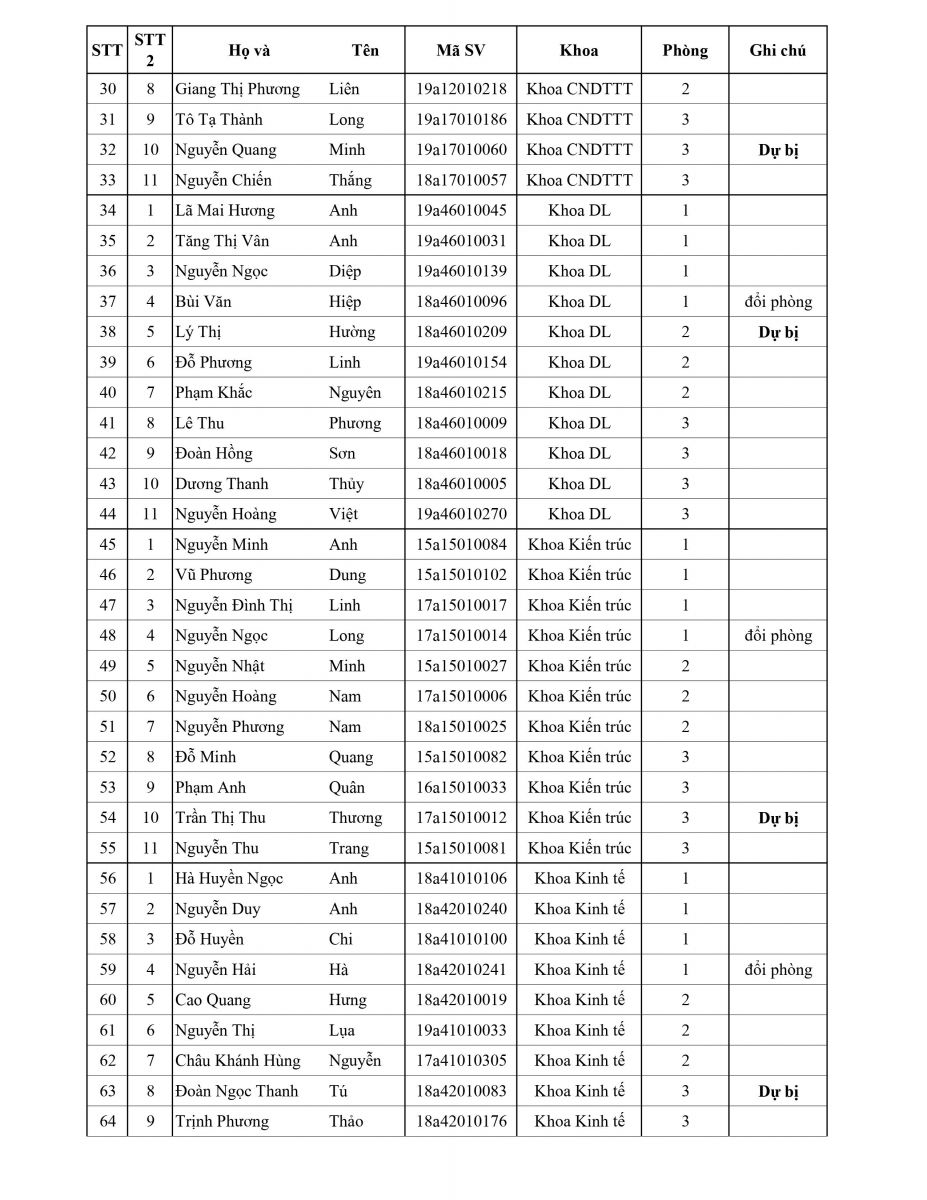 STT STT 2 Họ và Tên Mã SV Khoa Phòng Ghi chú
30 8 Giang Thị Phương Liên 19a12010218 Khoa CNDTTT 2
31 9 Tô Tạ Thành Long 19a17010186 Khoa CNDTTT 3
32 10 Nguyễn Quang Minh 19a17010060 Khoa CNDTTT 3 Dự bị
33 11 Nguyễn Chiến Thắng 18a17010057 Khoa CNDTTT 3
34 1 Lã Mai Hương Anh 19a46010045 Khoa DL 1
35 2 Tăng Thị Vân Anh 19a46010031 Khoa DL 1
36 3 Nguyễn Ngọc Diệp 19a46010139 Khoa DL 1
37 4 Bùi Văn Hiệp 18a46010096 Khoa DL 1 đổi phòng
38 5 Lý Thị Hường 18a46010209 Khoa DL 2 Dự bị
39 6 Đỗ Phương Linh 19a46010154 Khoa DL 2
40 7 Phạm Khắc Nguyên 18a46010215 Khoa DL 2
41 8 Lê Thu Phương 18a46010009 Khoa DL 3
42 9 Đoàn Hồng Sơn 18a46010018 Khoa DL 3
43 10 Dương Thanh Thủy 18a46010005 Khoa DL 3
44 11 Nguyễn Hoàng Việt 19a46010270 Khoa DL 3
45 1 Nguyễn Minh Anh 15a15010084 Khoa Kiến trúc 1
46 2 Vũ Phương Dung 15a15010102 Khoa Kiến trúc 1
47 3 Nguyễn Đình Thị Linh 17a15010017 Khoa Kiến trúc 1
48 4 Nguyễn Ngọc Long 17a15010014 Khoa Kiến trúc 1 đổi phòng
49 5 Nguyễn Nhật Minh 15a15010027 Khoa Kiến trúc 2
50 6 Nguyễn Hoàng Nam 17a15010006 Khoa Kiến trúc 2
51 7 Nguyễn Phương Nam 18a15010025 Khoa Kiến trúc 2
52 8 Đỗ Minh Quang 15a15010082 Khoa Kiến trúc 3
53 9 Phạm Anh Quân 16a15010033 Khoa Kiến trúc 3
54 10 Trần Thị Thu Thương 17a15010012 Khoa Kiến trúc 3 Dự bị
55 11 Nguyễn Thu Trang 15a15010081 Khoa Kiến trúc 3
56 1 Hà Huyền Ngọc Anh 18a41010106 Khoa Kinh tế 1
57 2 Nguyễn Duy Anh 18a42010240 Khoa Kinh tế 1
58 3 Đỗ Huyền Chi 18a41010100 Khoa Kinh tế 1
59 4 Nguyễn Hải Hà 18a42010241 Khoa Kinh tế 1 đổi phòng
60 5 Cao Quang Hưng 18a42010019 Khoa Kinh tế 2
61 6 Nguyễn Thị Lụa 19a41010033 Khoa Kinh tế 2
62 7 Châu Khánh Hùng Nguyễn 17a41010305 Khoa Kinh tế 2
63 8 Đoàn Ngọc Thanh Tú 18a42010083 Khoa Kinh tế 3 Dự bị
64 9 Trịnh Phương Thảo 18a42010176 Khoa Kinh tế 3